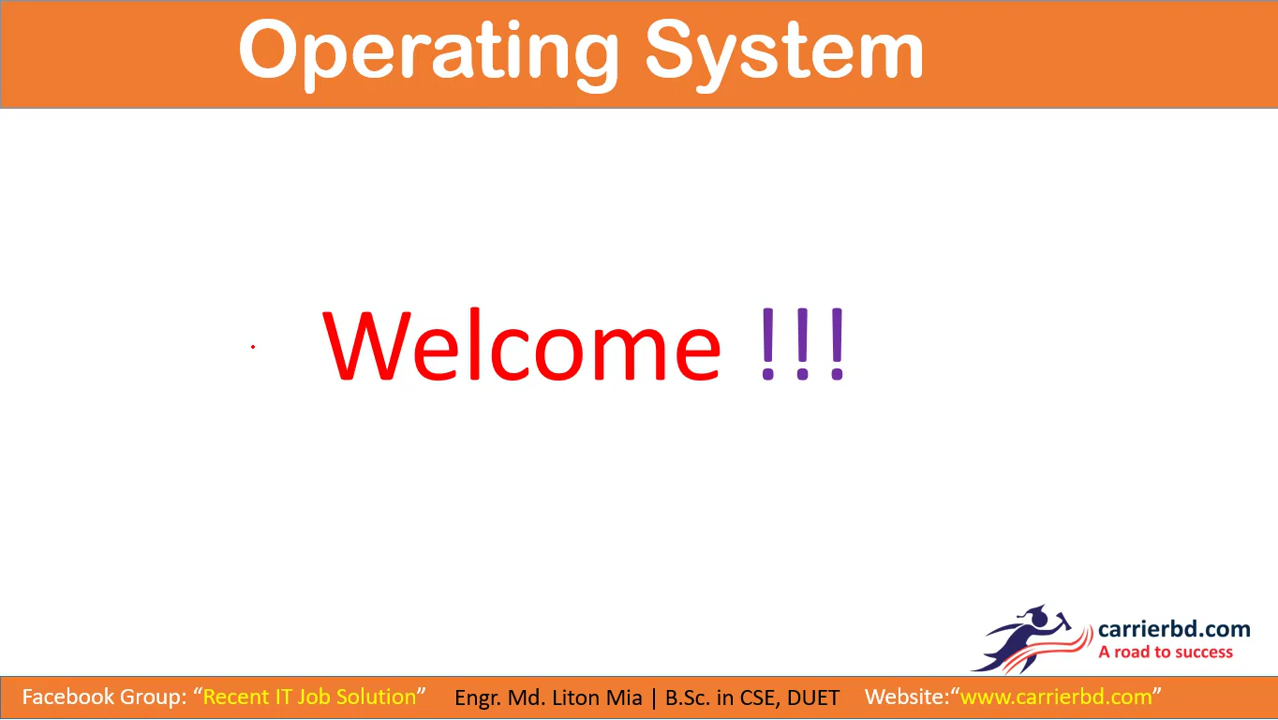 Operating System
Welcome !!!
carrierbd.com
A road to success
Facebook Group: “Recent IT Job Solution” Engr. Md. Liton Mia | B.Sc. in CSE, DUET Website:“www.carrierbd.com”